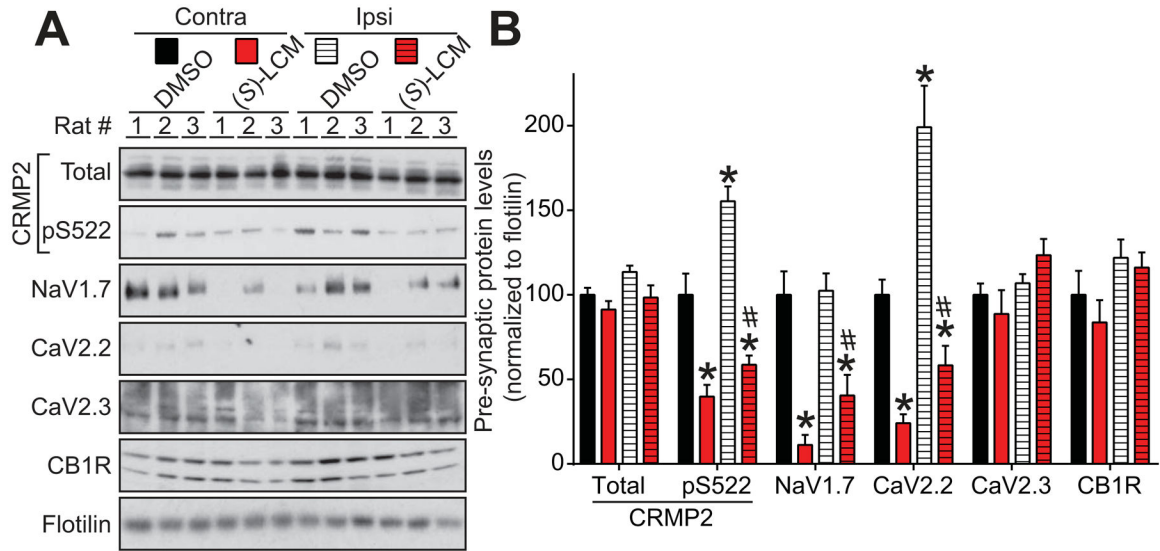 A
Contra Ipsi
DMSO (S)-LCM DMSO (S)-LCM
Rat # 1 2 3 1 2 3 1 2 3 1 2 3
CRMP2
Total
pS522
NaV1.7
CaV2.2
CaV2.3
CB1R
Flotilin
B
Pre-synaptic protein levels
(normalized to flotilin)
200
150
100
50
0
* * # * * # * * * # *
Total pS522 NaV1.7 CaV2.2 CaV2.3 CB1R
CRMP2